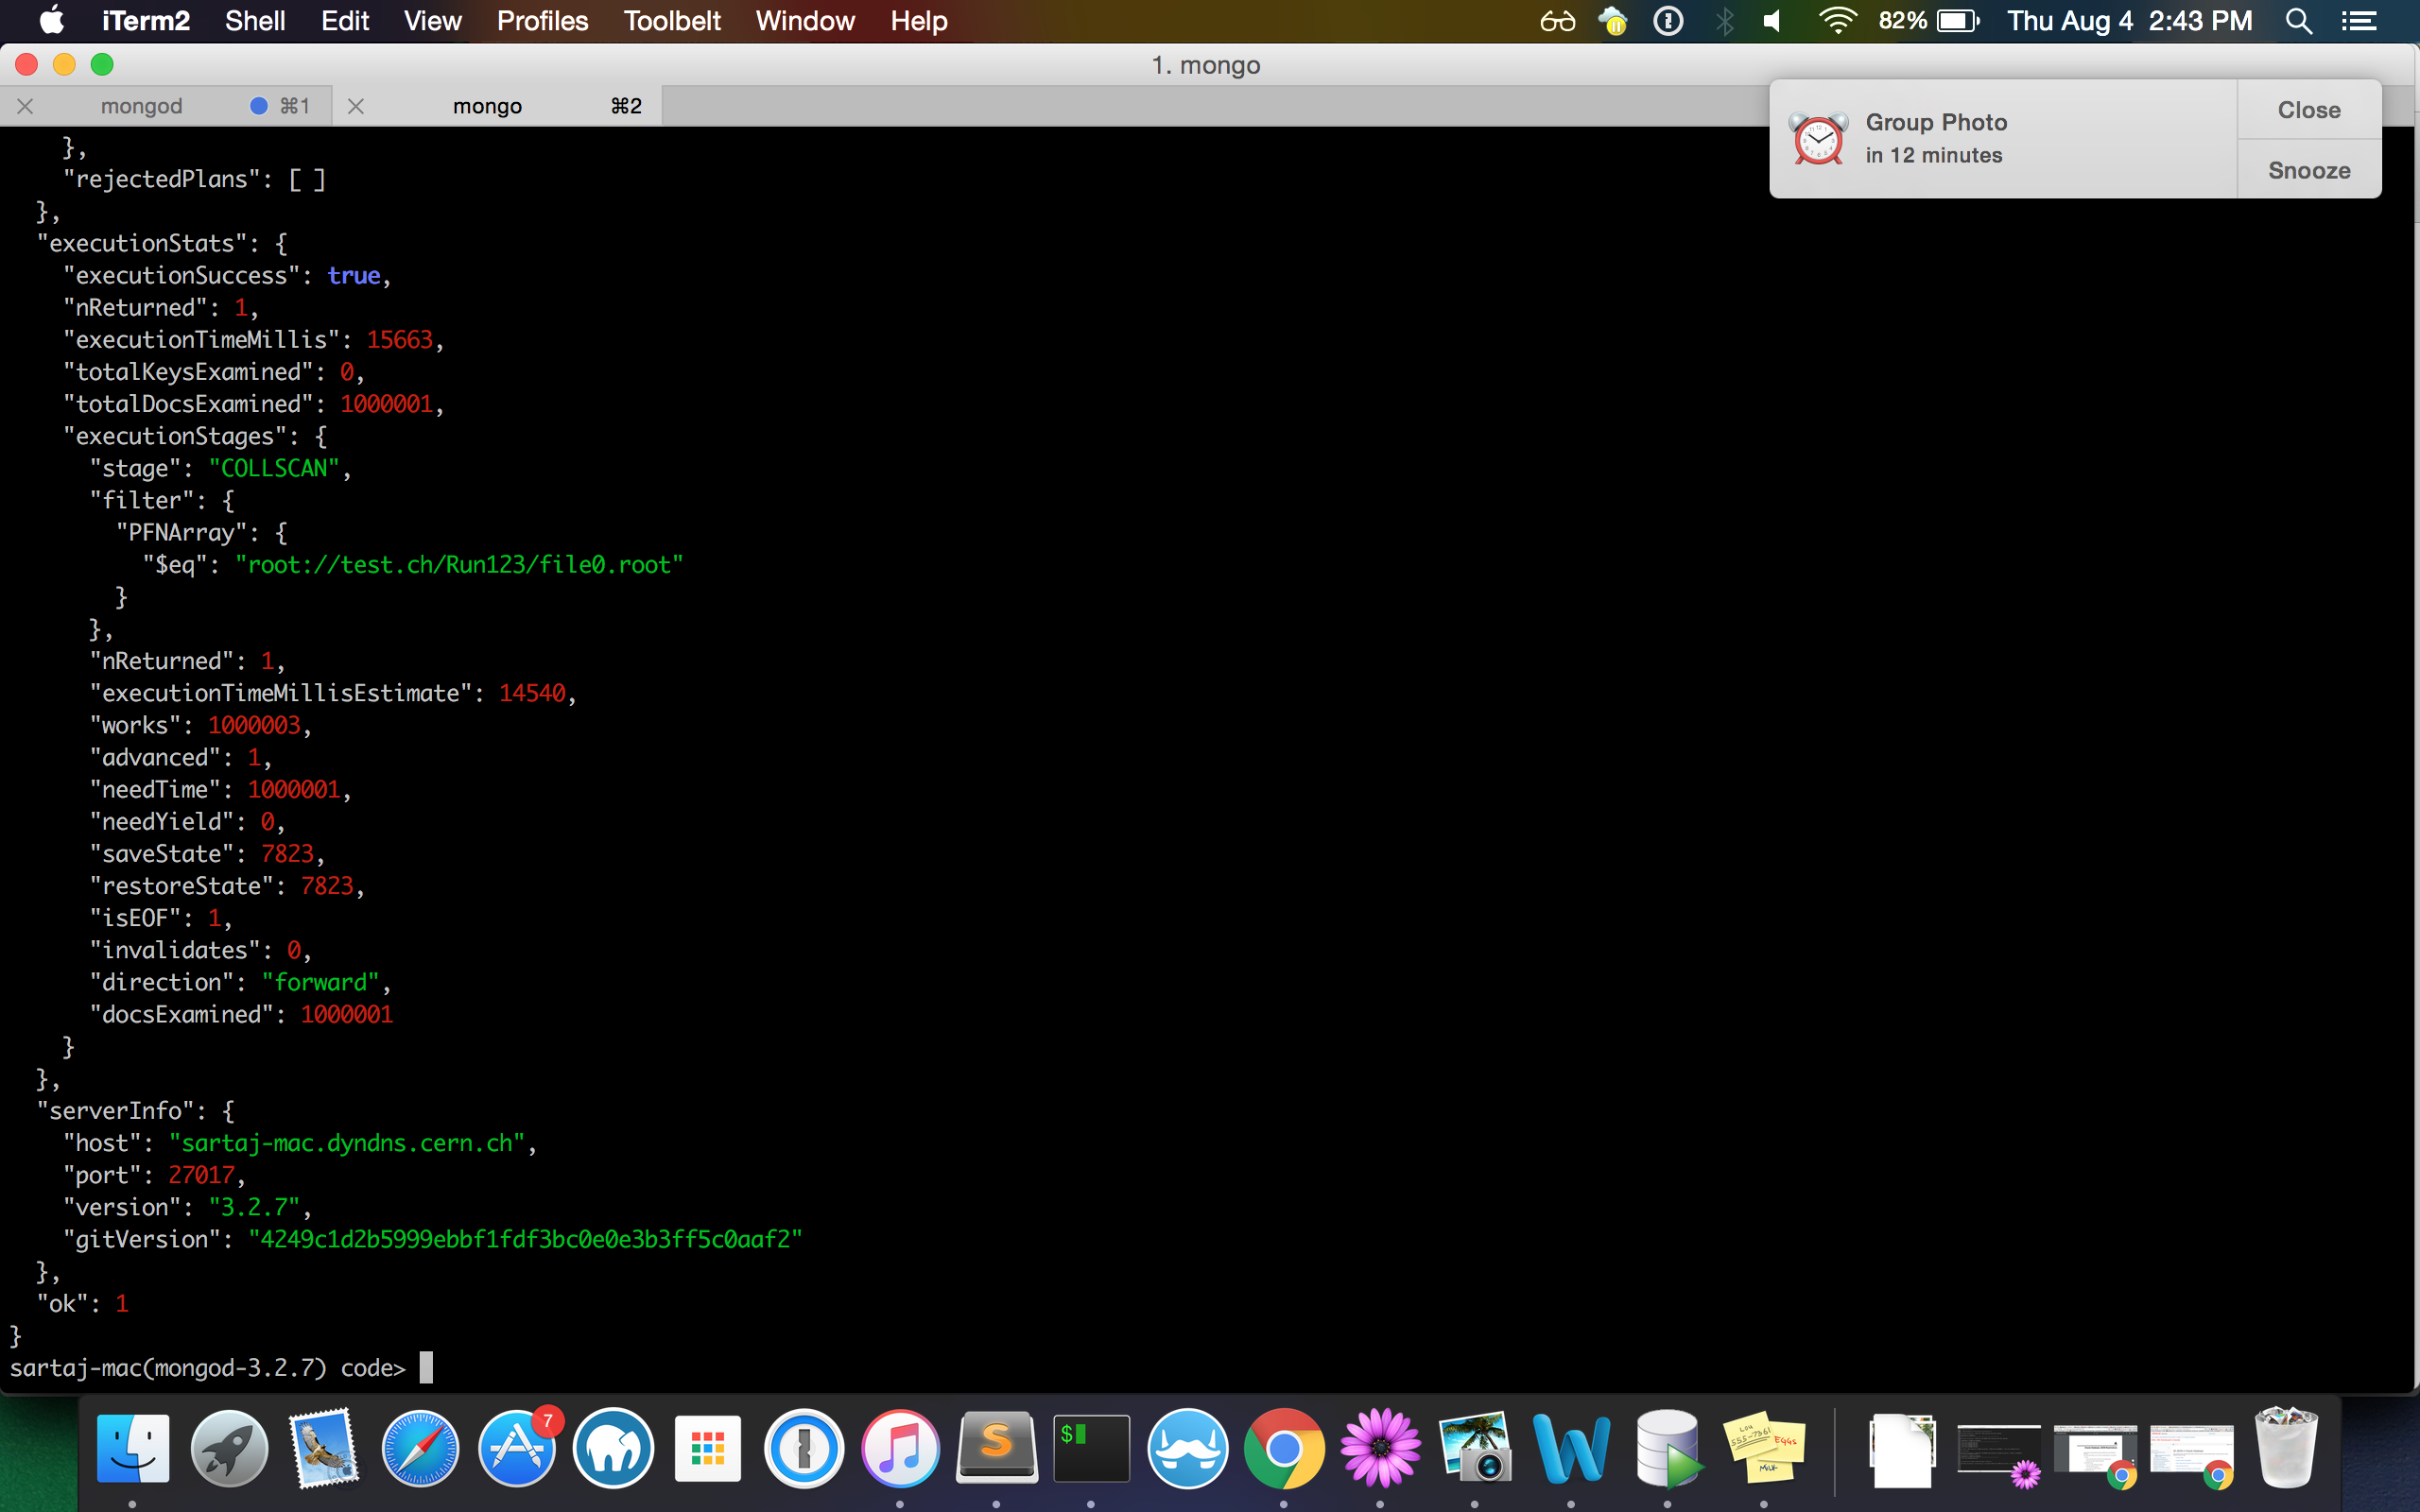 iTerm2 Shell Edit View Profiles Toolbelt Window Help 82% Thu Aug 4 2:43 PM
1. mongo
mongod ⌘1 mongo ⌘2
Group Photo
in 12 minutes
Close
Snooze
},
"rejectedPlans": [ ]
},
"executionStats": {
"executionSuccess": true,
"nReturned": 1,
"executionTimeMillis": 15663,
"totalKeysExamined": 0,
"totalDocsExamined": 1000001,
"executionStages": {
"stage": "COLLSCAN",
"filter": {
"PFNArray": {
"$eq": "root://test.ch/Run123/file0.root"
}
},
"nReturned": 1,
"executionTimeMillisEstimate": 14540,
"works": 1000003,
"advanced": 1,
"needTime": 1000001,
"needYield": 0,
"saveState": 7823,
"restoreState": 7823,
"isEOF": 1,
"invalidates": 0,
"direction": "forward",
"docsExamined": 1000001
}
},
"serverInfo": {
"host": "sartaj-mac.dyndns.cern.ch",
"port": 27017,
"version": "3.2.7",
"gitVersion": "4249c1d2b5999ebbf1fdf3bc0e0e3b3ff5c0aaf2"
},
"ok": 1
}
sartaj-mac(mongod-3.2.7) code>
7
S
$
LOU
555-7361
EGGS
MILK